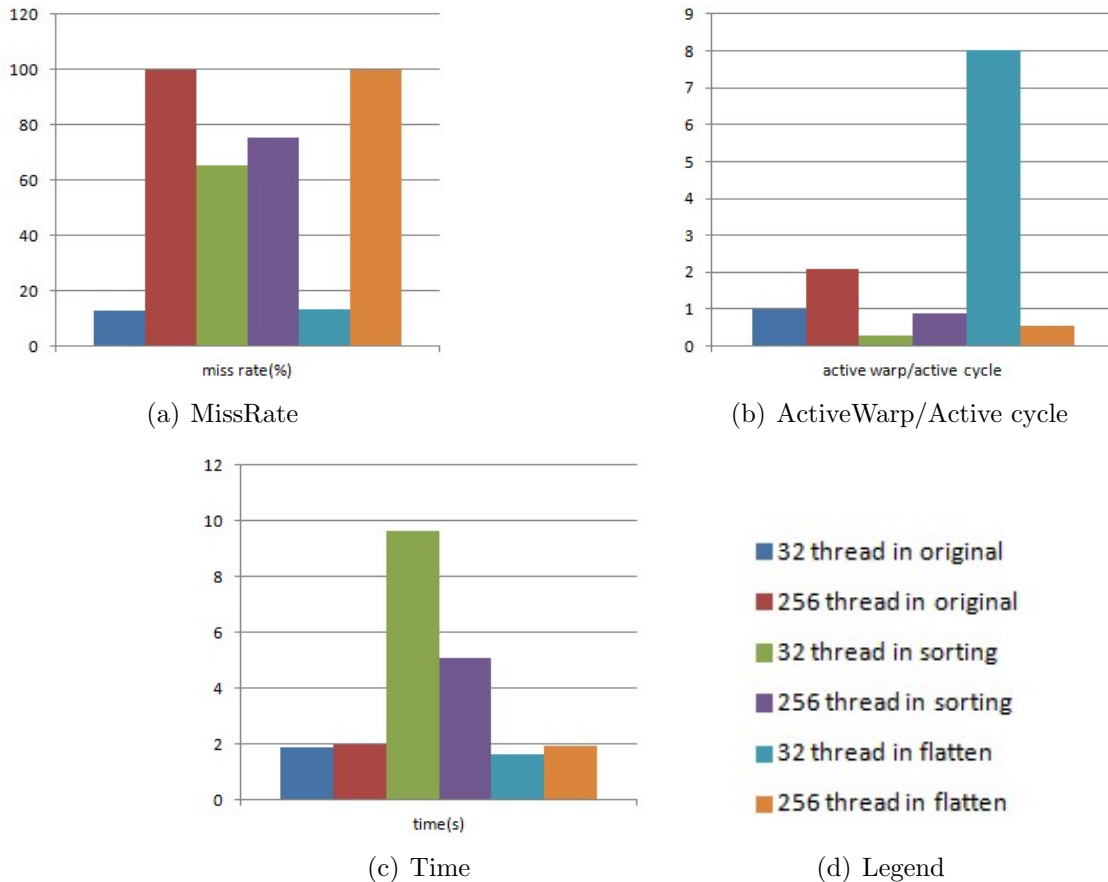 120
100
80
60
40
20
0
miss rate(%)
(a) MissRate
9
8
7
6
5
4
3
2
1
0
active warp/active cycle
(b) ActiveWarp/Active cycle
12
10
8
6
4
2
0
time(s)
(c) Time
32 thread in original
256 thread in original
32 thread in sorting
256 thread in sorting
32 thread in flatten
256 thread in flatten
(d) Legend